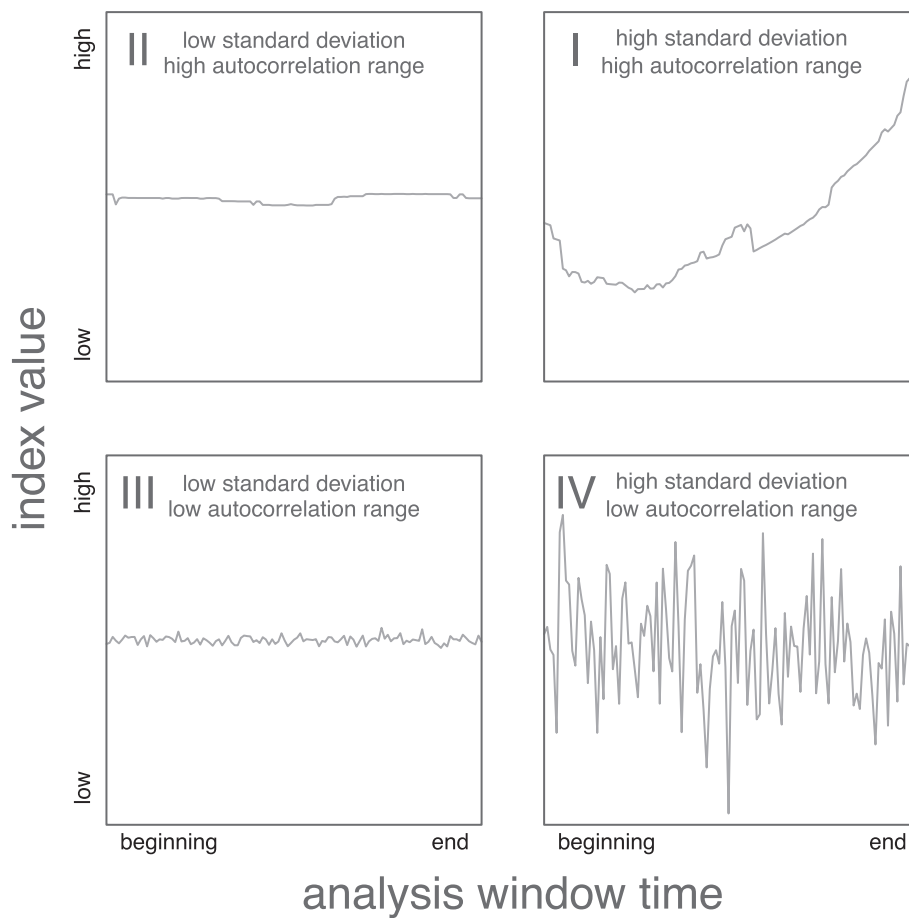 high
II
low standard deviation
high autocorrelation range
I
high standard deviation
high autocorrelation range
low
index value
high
III
low standard deviation
low autocorrelation range
IV
high standard deviation
low autocorrelation range
low
beginning
end
beginning
end
analysis window time